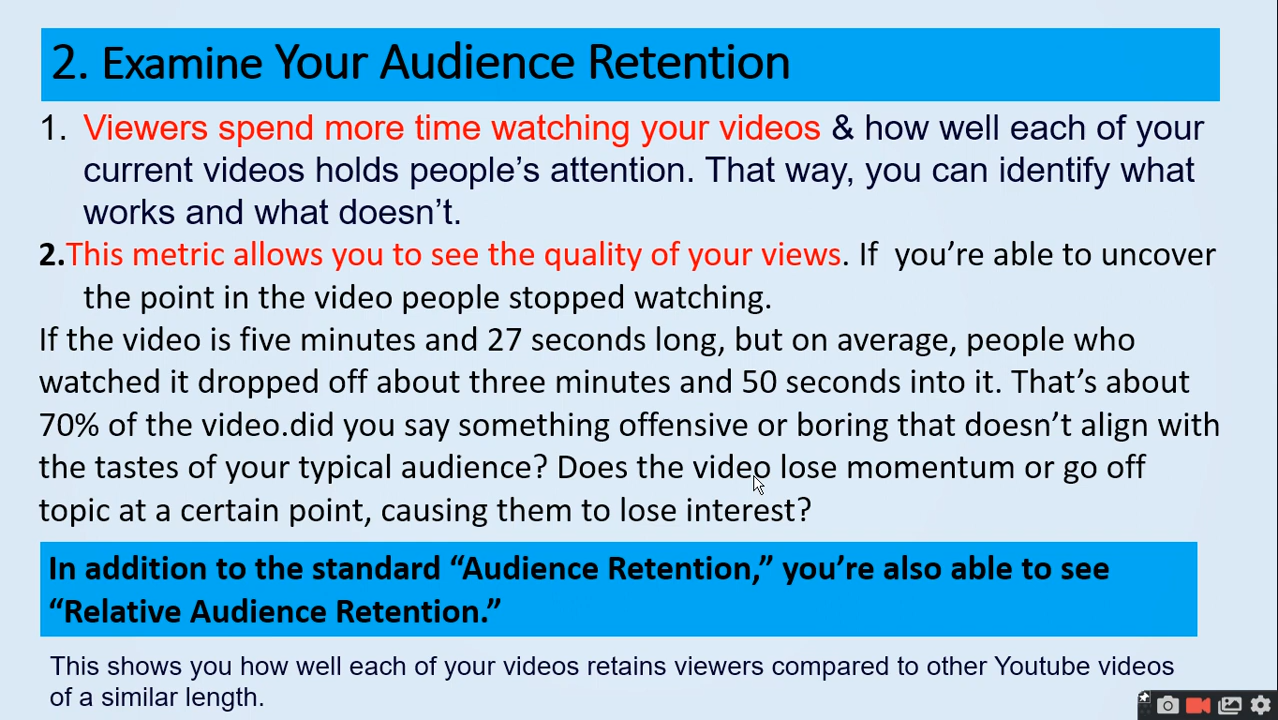 2. Examine Your Audience Retention
1. Viewers spend more time watching your videos & how well each of your
current videos holds people’s attention. That way, you can identify what
works and what doesn’t.
2.This metric allows you to see the quality of your views. If you’re able to uncover
the point in the video people stopped watching.
If the video is five minutes and 27 seconds long, but on average, people who
watched it dropped off about three minutes and 50 seconds into it. That’s about
70% of the video.did you say something offensive or boring that doesn’t align with
the tastes of your typical audience? Does the video lose momentum or go off
topic at a certain point, causing them to lose interest?
In addition to the standard “Audience Retention,” you’re also able to see
“Relative Audience Retention.”
This shows you how well each of your videos retains viewers compared to other Youtube videos
of a similar length.